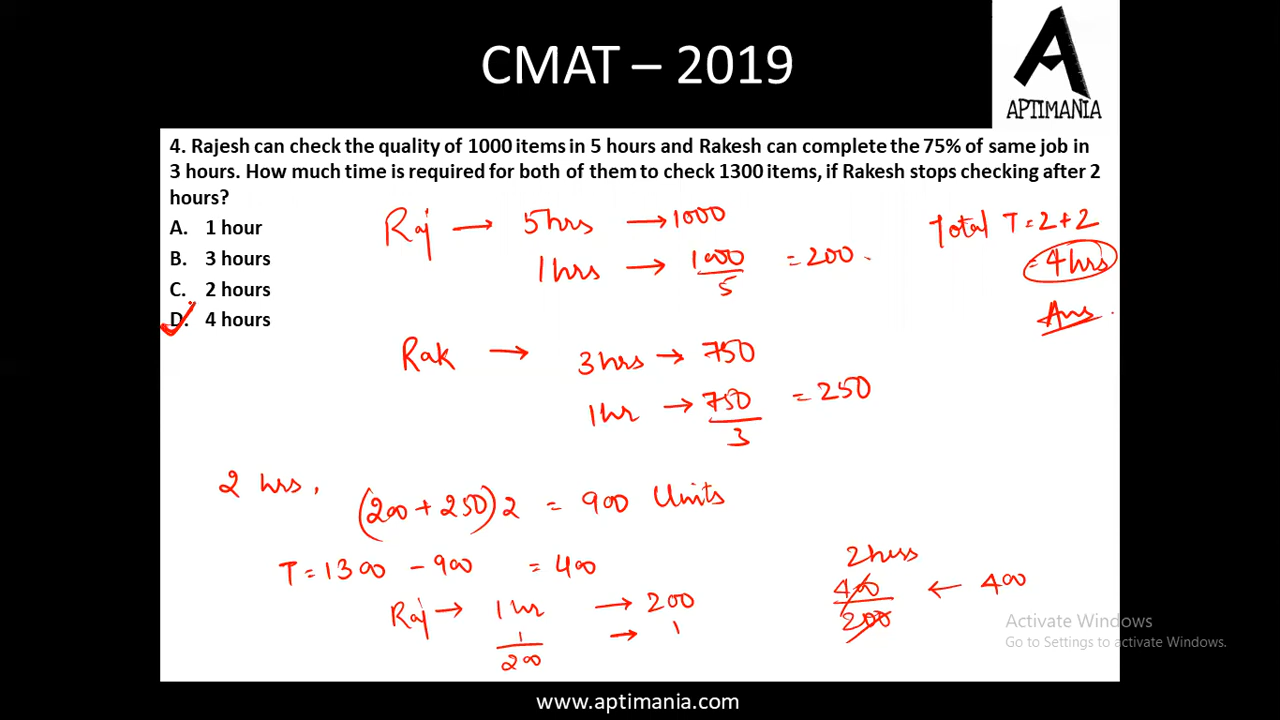 CMAT – 2019
APTIMANIA
4. Rajesh can check the quality of 1000 items in 5 hours and Rakesh can complete the 75% of same job in
3 hours. How much time is required for both of them to check 1300 items, if Rakesh stops checking after 2
hours?
A. 1 hour
B. 3 hours
C. 2 hours
D. 4 hours
Raj → 5hrs → 1000
1hrs → 1000/5 = 200
Total T = 2+2
= 4hrs
Ans
Rak → 3hrs → 750
1hr → 750/3 = 250
2 hrs,
(200 + 250) 2 = 900 Units
T = 1300 - 900 = 400
Raj → 1hr → 200
1/200 → 1
2hrs
400/200 ← 400
Activate Windows
Go to Settings to activate Windows.
www.aptimania.com